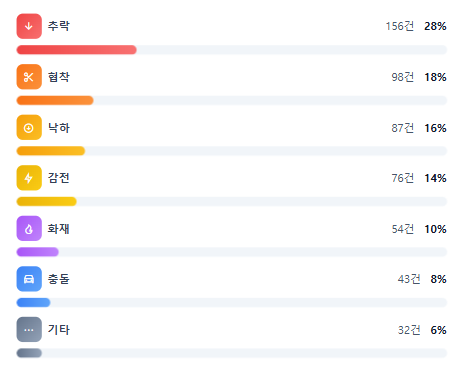 추락 156건 28%
협착 98건 18%
낙하 87건 16%
감전 76건 14%
화재 54건 10%
충돌 43건 8%
기타 32건 6%